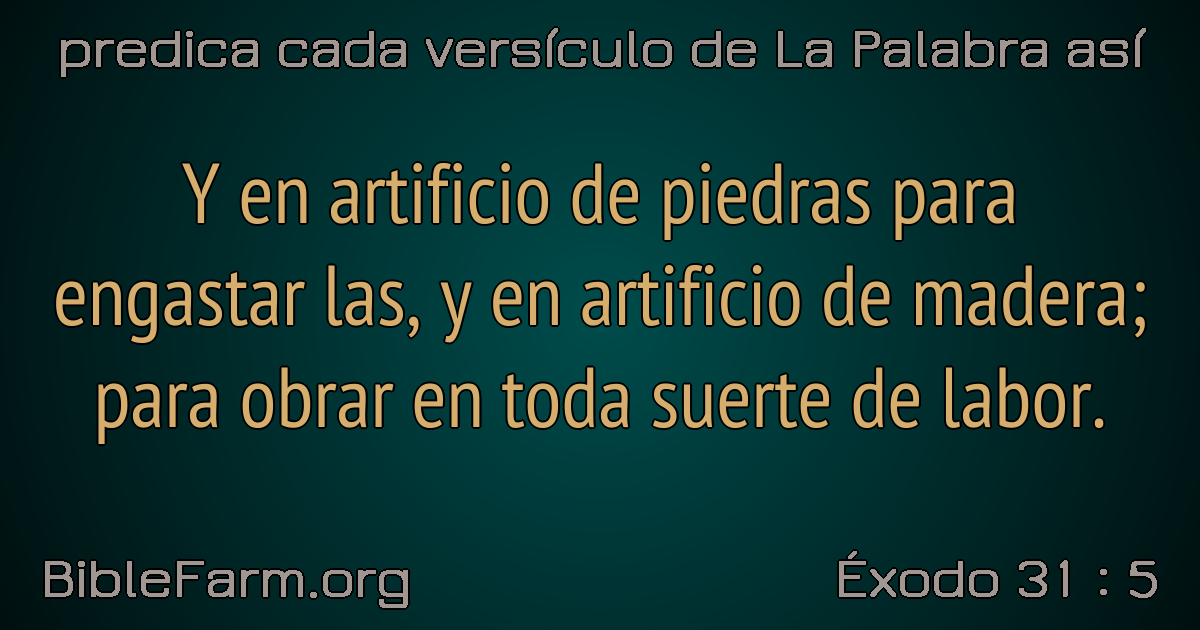 predica cada versículo de La Palabra así
Y en artificio de piedras para
engastar las, y en artificio de madera;
para obrar en toda suerte de labor.
BibleFarm.org
Éxodo 31 : 5